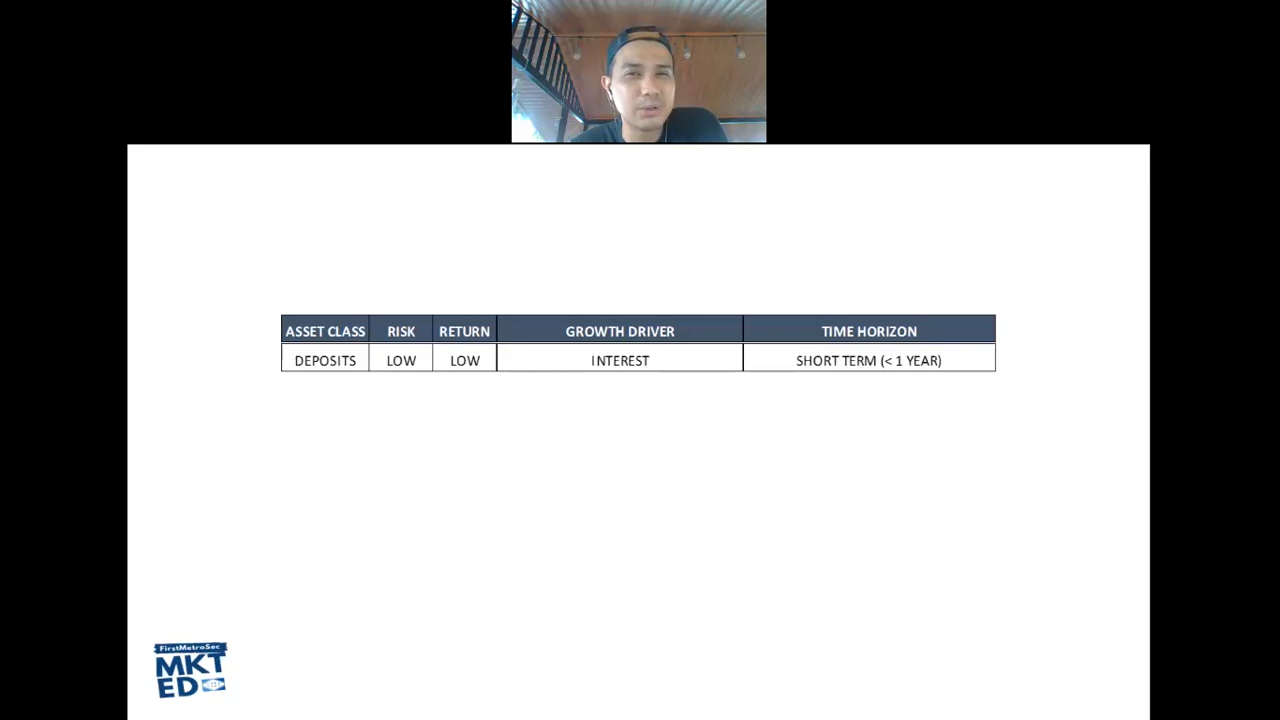 ASSET CLASS RISK RETURN GROWTH DRIVER TIME HORIZON
DEPOSITS LOW LOW INTEREST SHORT TERM (< 1 YEAR)
FirstMetroSec
MKT
ED